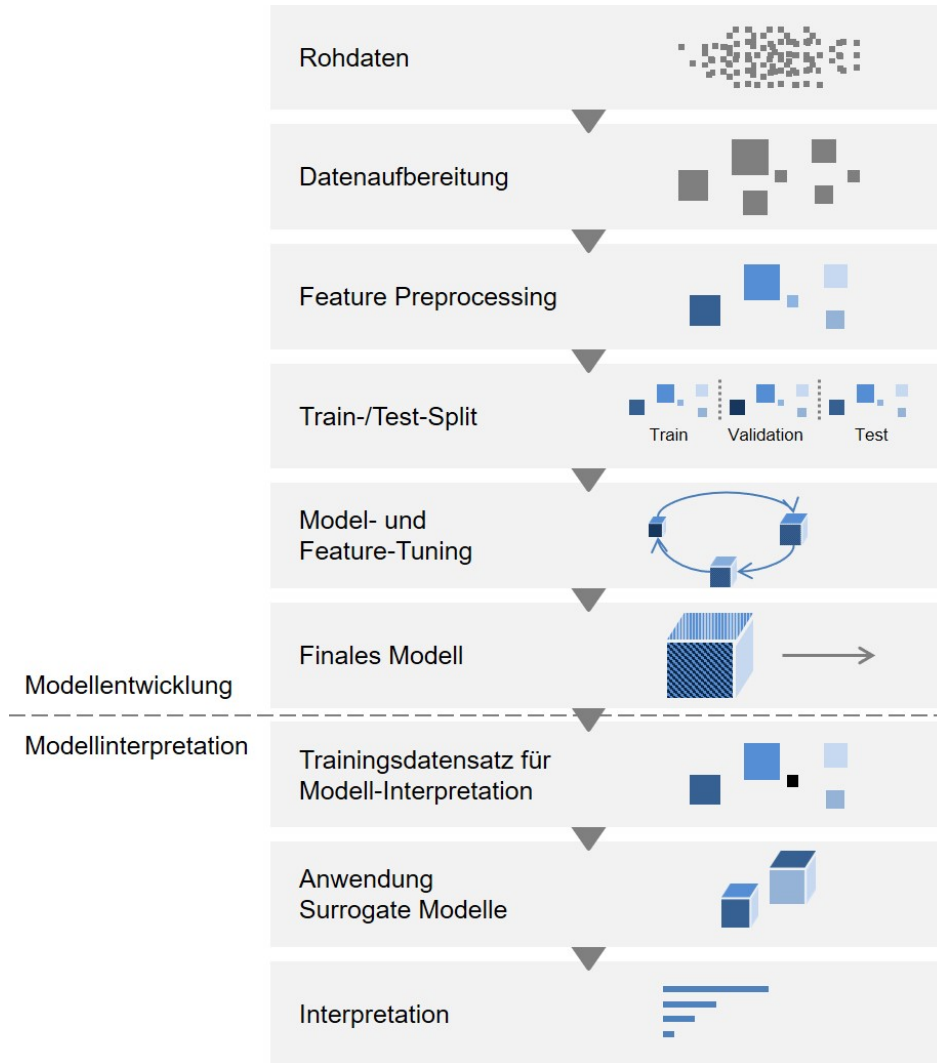 Rohdaten
Datenaufbereitung
Feature Preprocessing
Train-/Test-Split
Train
Validation
Test
Model- und
Feature-Tuning
Finales Modell
Modellentwicklung
Modellinterpretation
Trainingsdatensatz für
Modell-Interpretation
Anwendung
Surrogate Modelle
Interpretation